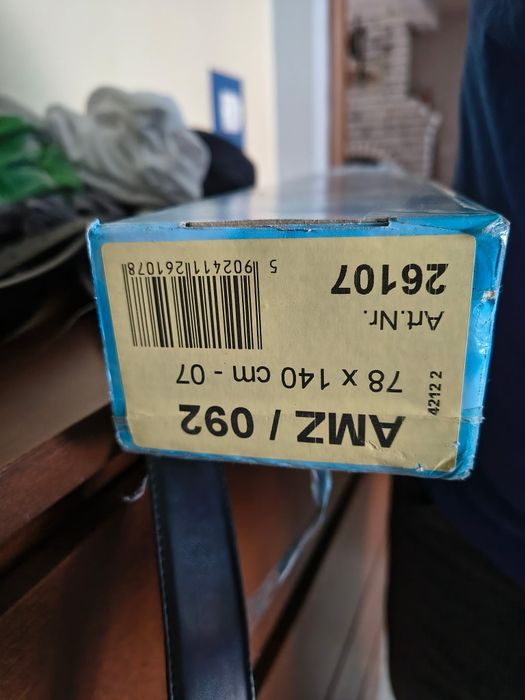 AMZ / 092
78 x 140 cm - 07
4212 2
Art.Nr.
26107
5 902411 261078